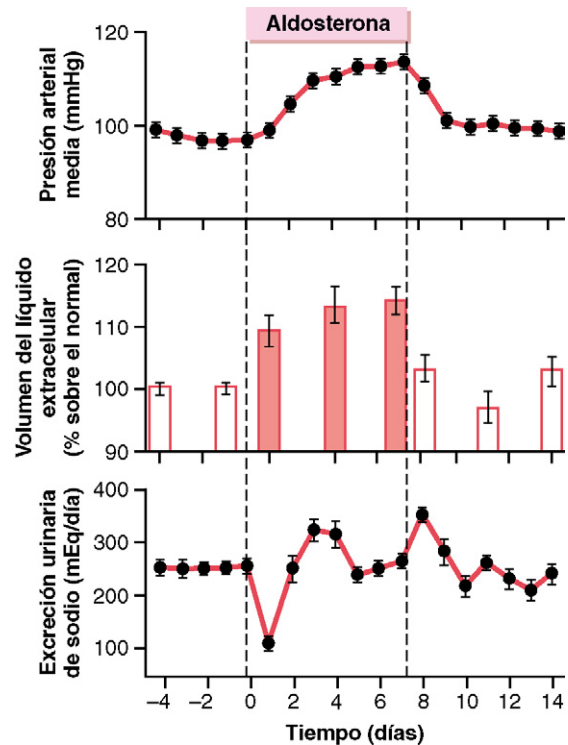 Aldosterona
Presión arterial
media (mmHg)
120
100
80
Volumen del líquido
extracelular
(% sobre el normal)
120
110
100
90
Excreción urinaria
de sodio (mEq/día)
400
300
200
100
–4 –2 0 2 4 6 8 10 12 14
Tiempo (días)